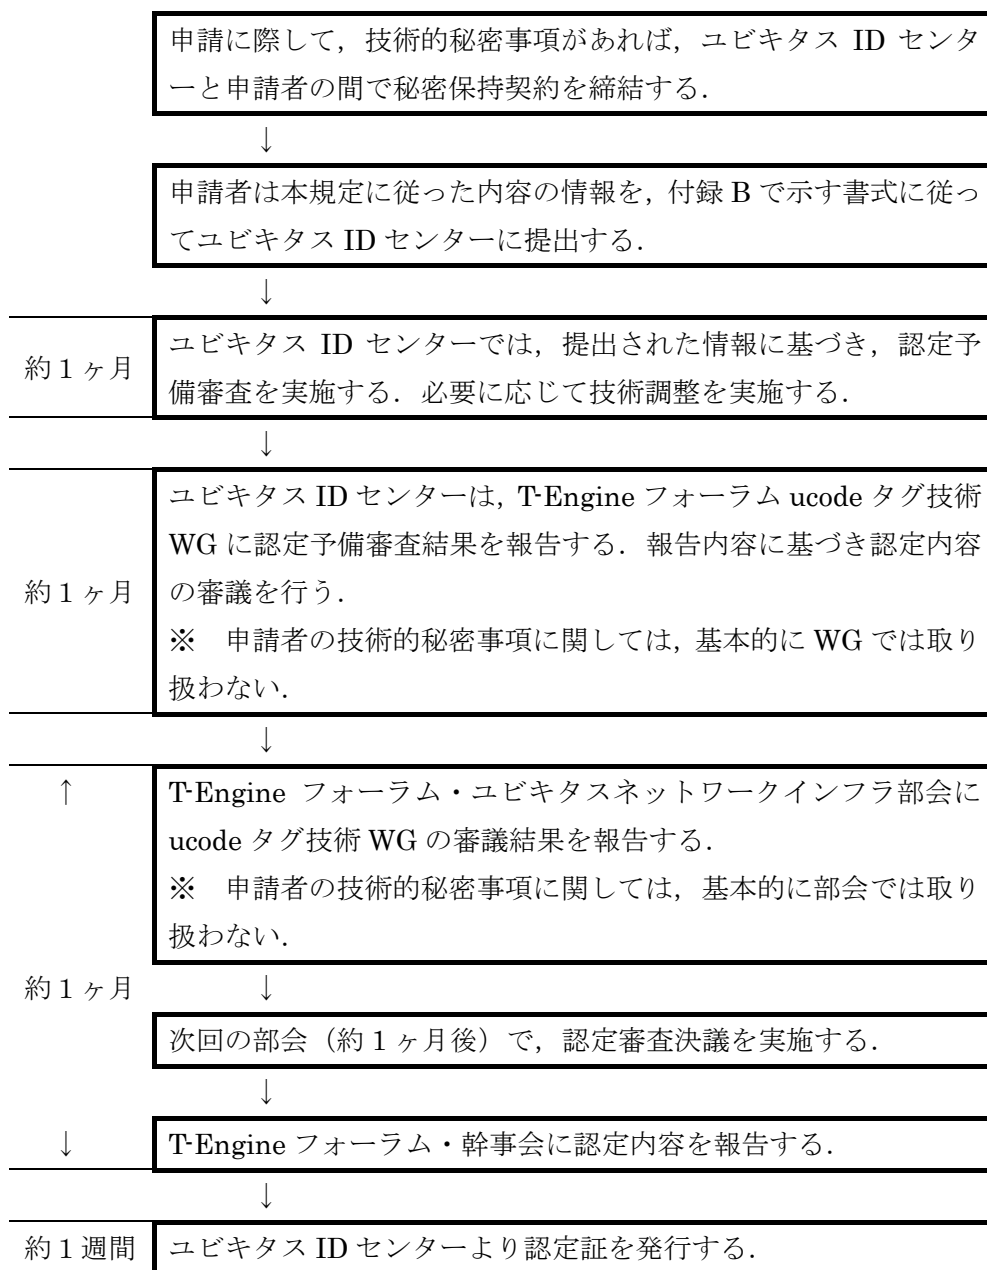 申請に際して，技術的秘密事項があれば，ユビキタス ID センタ
ーと申請者の間で秘密保持契約を締結する．
↓
申請者は本規定に従った内容の情報を，付録 B で示す書式に従っ
てユビキタス ID センターに提出する．
↓
約１ヶ月
ユビキタス ID センターでは，提出された情報に基づき，認定予
備審査を実施する．必要に応じて技術調整を実施する．
↓
約１ヶ月
ユビキタス ID センターは，T-Engine フォーラム ucode タグ技術
WG に認定予備審査結果を報告する．報告内容に基づき認定内容
の審議を行う．
※　申請者の技術的秘密事項に関しては，基本的に WG では取り
扱わない．
↓
↑
T-Engine フォーラム・ユビキタスネットワークインフラ部会に
ucode タグ技術 WG の審議結果を報告する．
※　申請者の技術的秘密事項に関しては，基本的に部会では取り
扱わない．
約１ヶ月
↓
次回の部会（約１ヶ月後）で，認定審査決議を実施する．
↓
↓
T-Engine フォーラム・幹事会に認定内容を報告する．
↓
約１週間
ユビキタス ID センターより認定証を発行する．